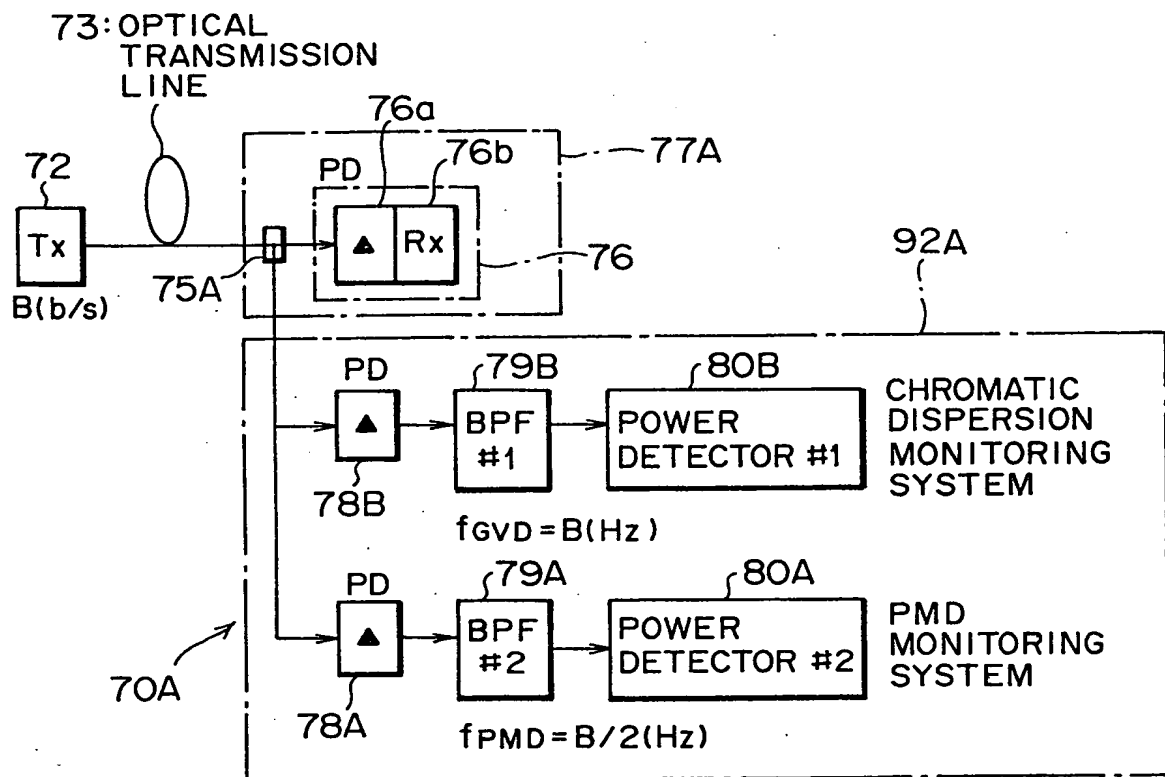 73: OPTICAL
TRANSMISSION
LINE
76a
76b
77A
72
PD
Tx
Rx
76
92A
75A
B(b/s)
PD
79B
80B
CHROMATIC
DISPERSION
MONITORING
SYSTEM
BPF
#1
POWER
DETECTOR #1
78B
fGVD=B(Hz)
PD
79A
80A
BPF
#2
POWER
DETECTOR #2
PMD
MONITORING
SYSTEM
70A
78A
fPMD=B/2(Hz)